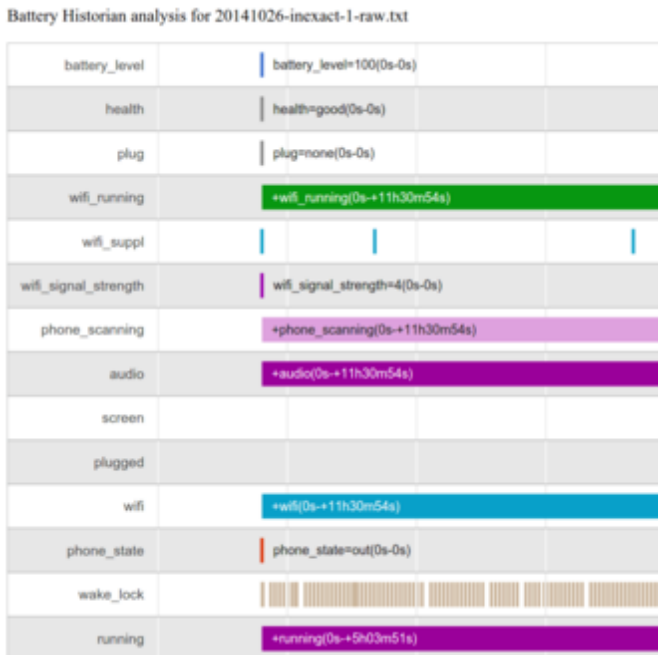 Battery Historian analysis for 20141026-inexact-1-raw.txt
battery_level battery_level=100(0s-0s)
health health=good(0s-0s)
plug plug=none(0s-0s)
wifi_running +wifi_running(0s-+11h30m54s)
wifi_suppl
wifi_signal_strength wifi_signal_strength=4(0s-0s)
phone_scanning +phone_scanning(0s-+11h30m54s)
audio +audio(0s-+11h30m54s)
screen
plugged
wifi +wifi(0s-+11h30m54s)
phone_state phone_state=out(0s-0s)
wake_lock
running +running(0s-+5h03m51s)